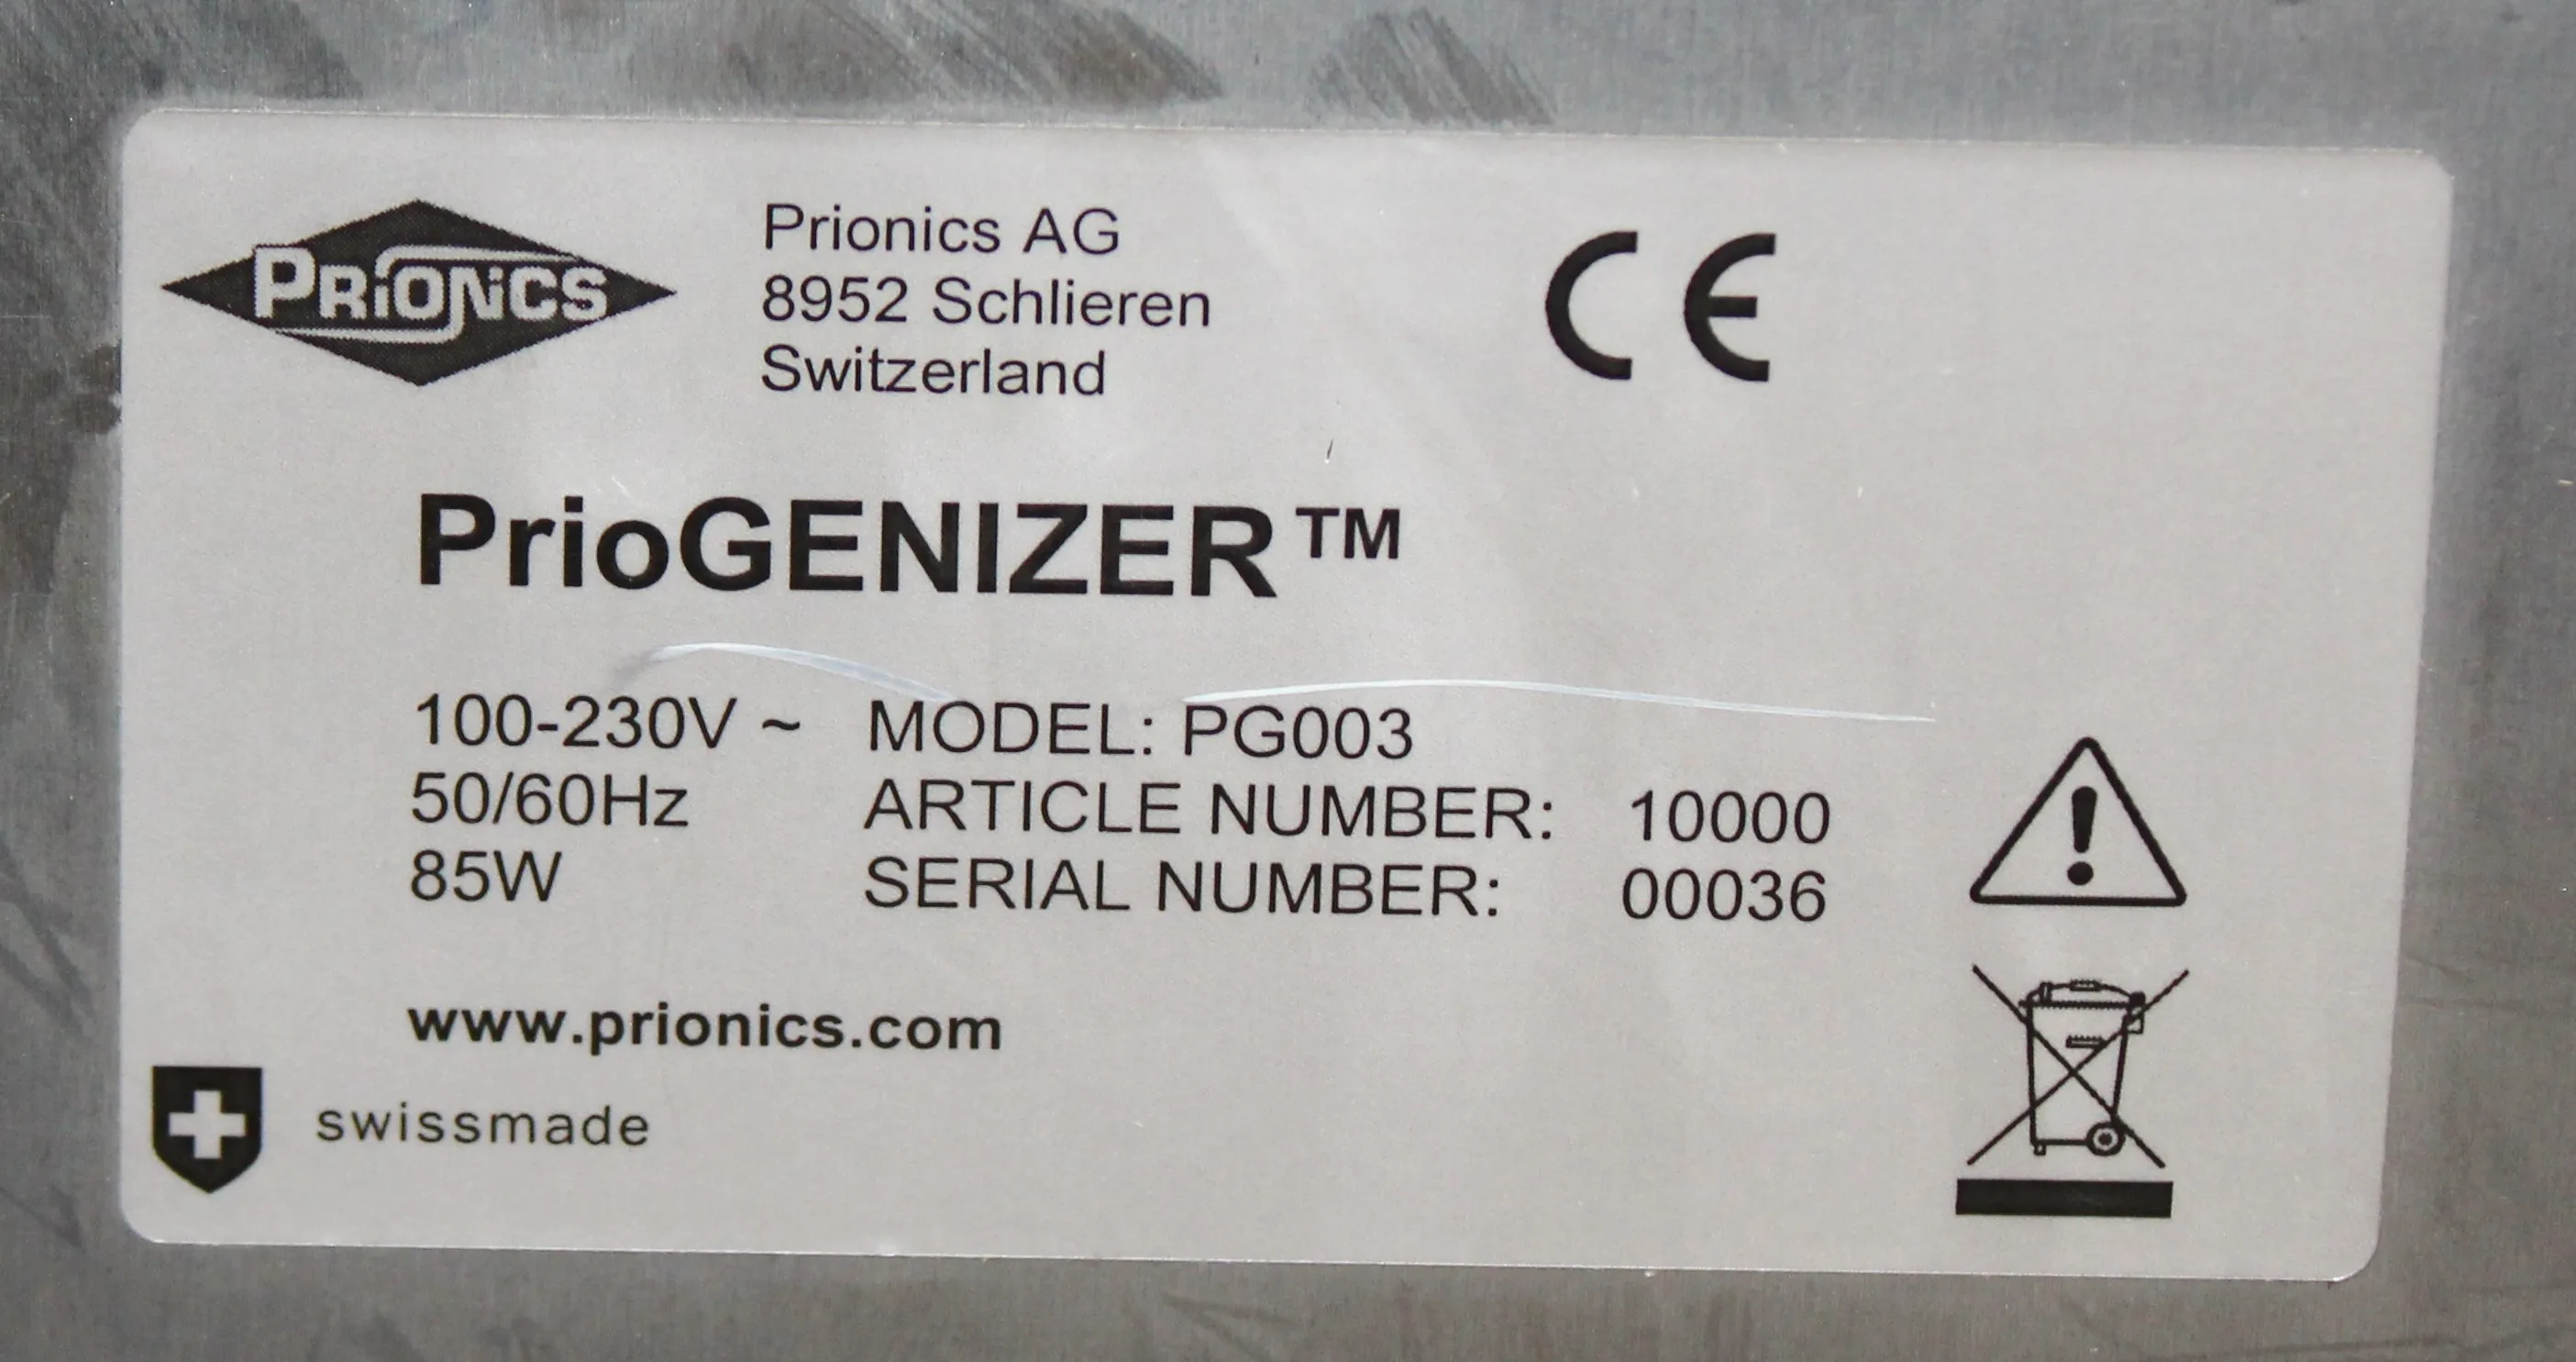 PRiONiCS
Prionics AG
8952 Schlieren
Switzerland
CE
PrioGENIZER™
100-230V ~ MODEL: PG003
50/60Hz ARTICLE NUMBER: 10000
85W SERIAL NUMBER: 00036
www.prionics.com
swissmade